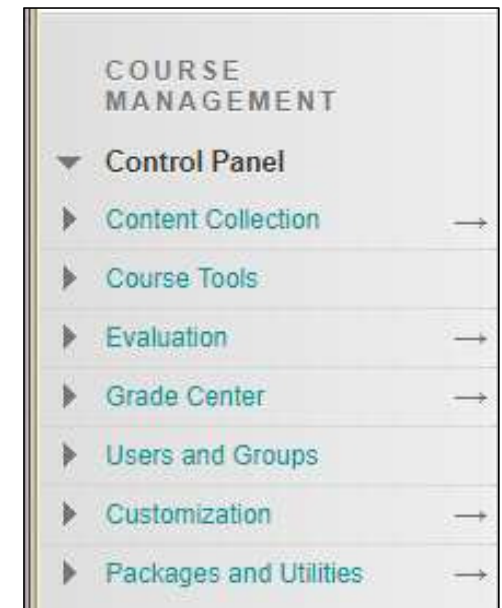 COURSE
MANAGEMENT
Control Panel
Content Collection
Course Tools
Evaluation
Grade Center
Users and Groups
Customization
Packages and Utilities